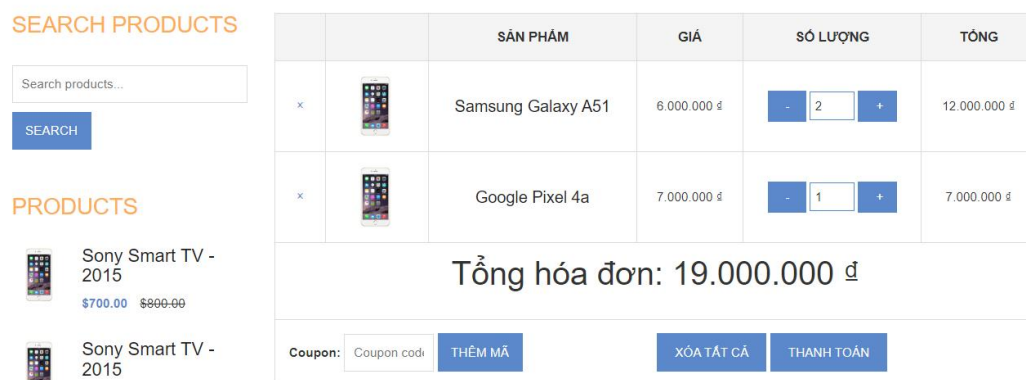 SEARCH PRODUCTS
Search products...
SEARCH
PRODUCTS
Sony Smart TV -
2015
$700.00 $800.00
Sony Smart TV -
2015
SẢN PHẨM GIÁ SỐ LƯỢNG TỔNG
x Samsung Galaxy A51 6.000.000 ₫ - 2 + 12.000.000 ₫
x Google Pixel 4a 7.000.000 ₫ - 1 + 7.000.000 ₫
Tổng hóa đơn: 19.000.000 ₫
Coupon: Coupon code THÊM MÃ XÓA TẤT CẢ THANH TOÁN